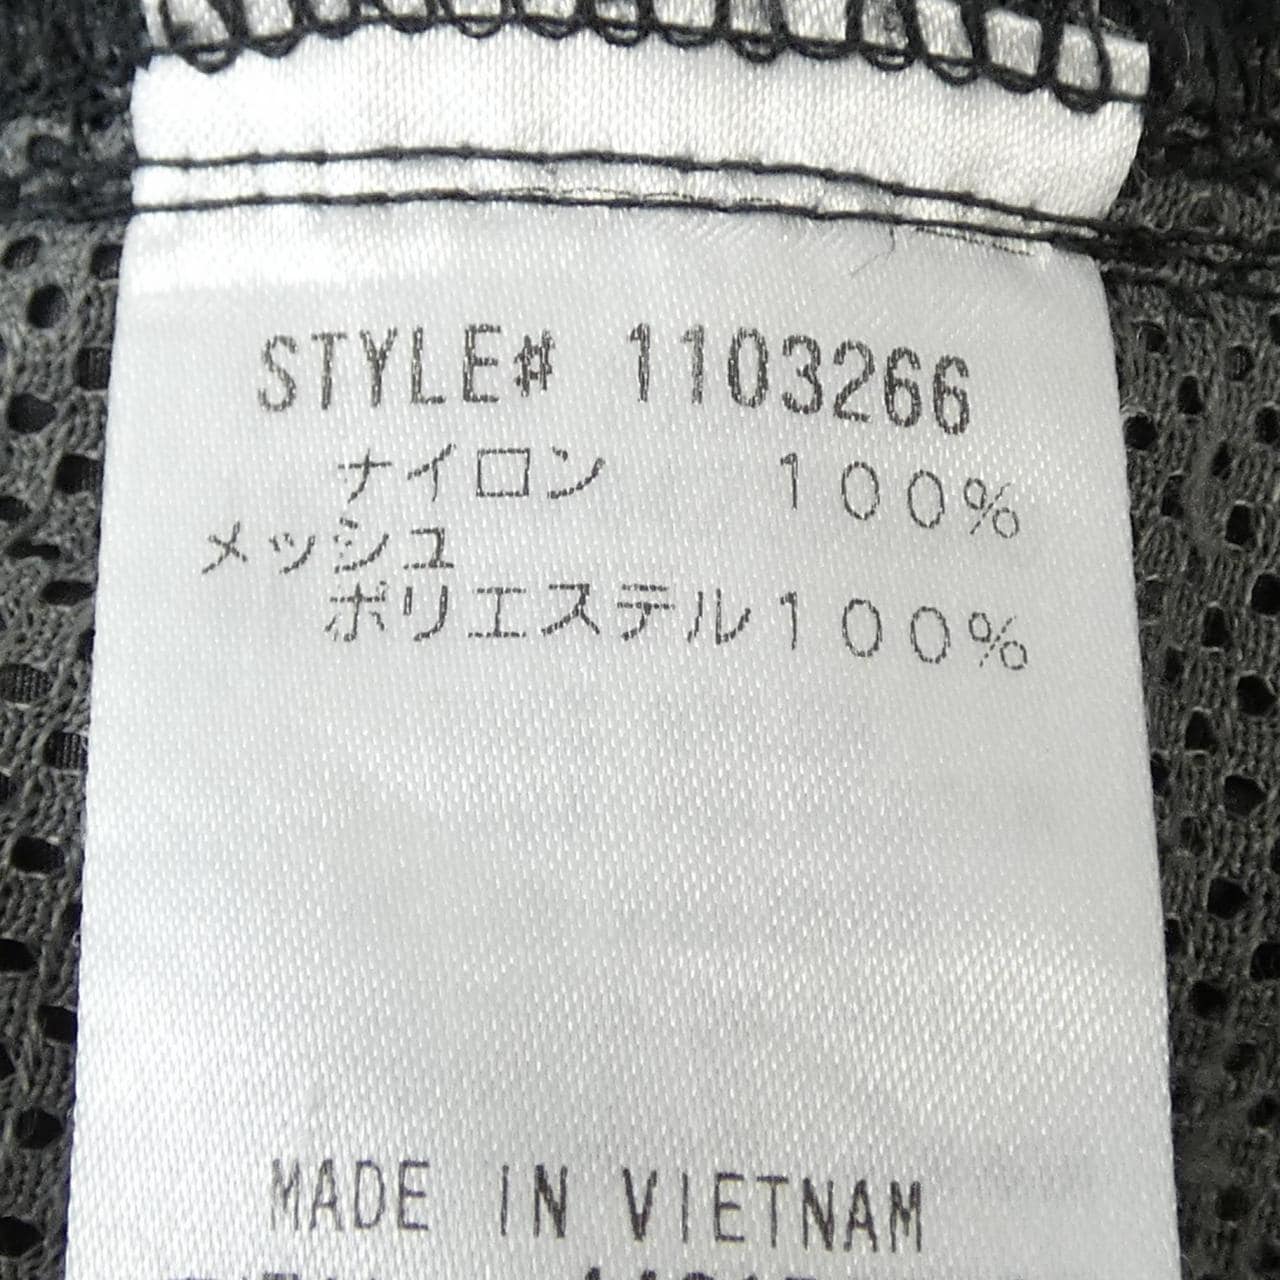 STYLE# 1103266
ナイロン 100%
メッシュ
ポリエステル100%
MADE IN VIETNAM